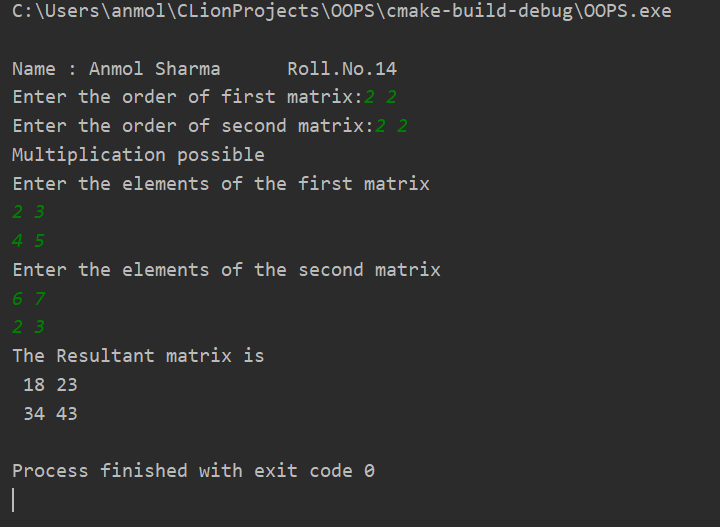 C:\Users\anmol\CLionProjects\OOPS\cmake-build-debug\OOPS.exe
Name : Anmol Sharma      Roll.No.14
Enter the order of first matrix:2 2
Enter the order of second matrix:2 2
Multiplication possible
Enter the elements of the first matrix
2 3
4 5
Enter the elements of the second matrix
6 7
2 3
The Resultant matrix is
 18 23
 34 43
Process finished with exit code 0